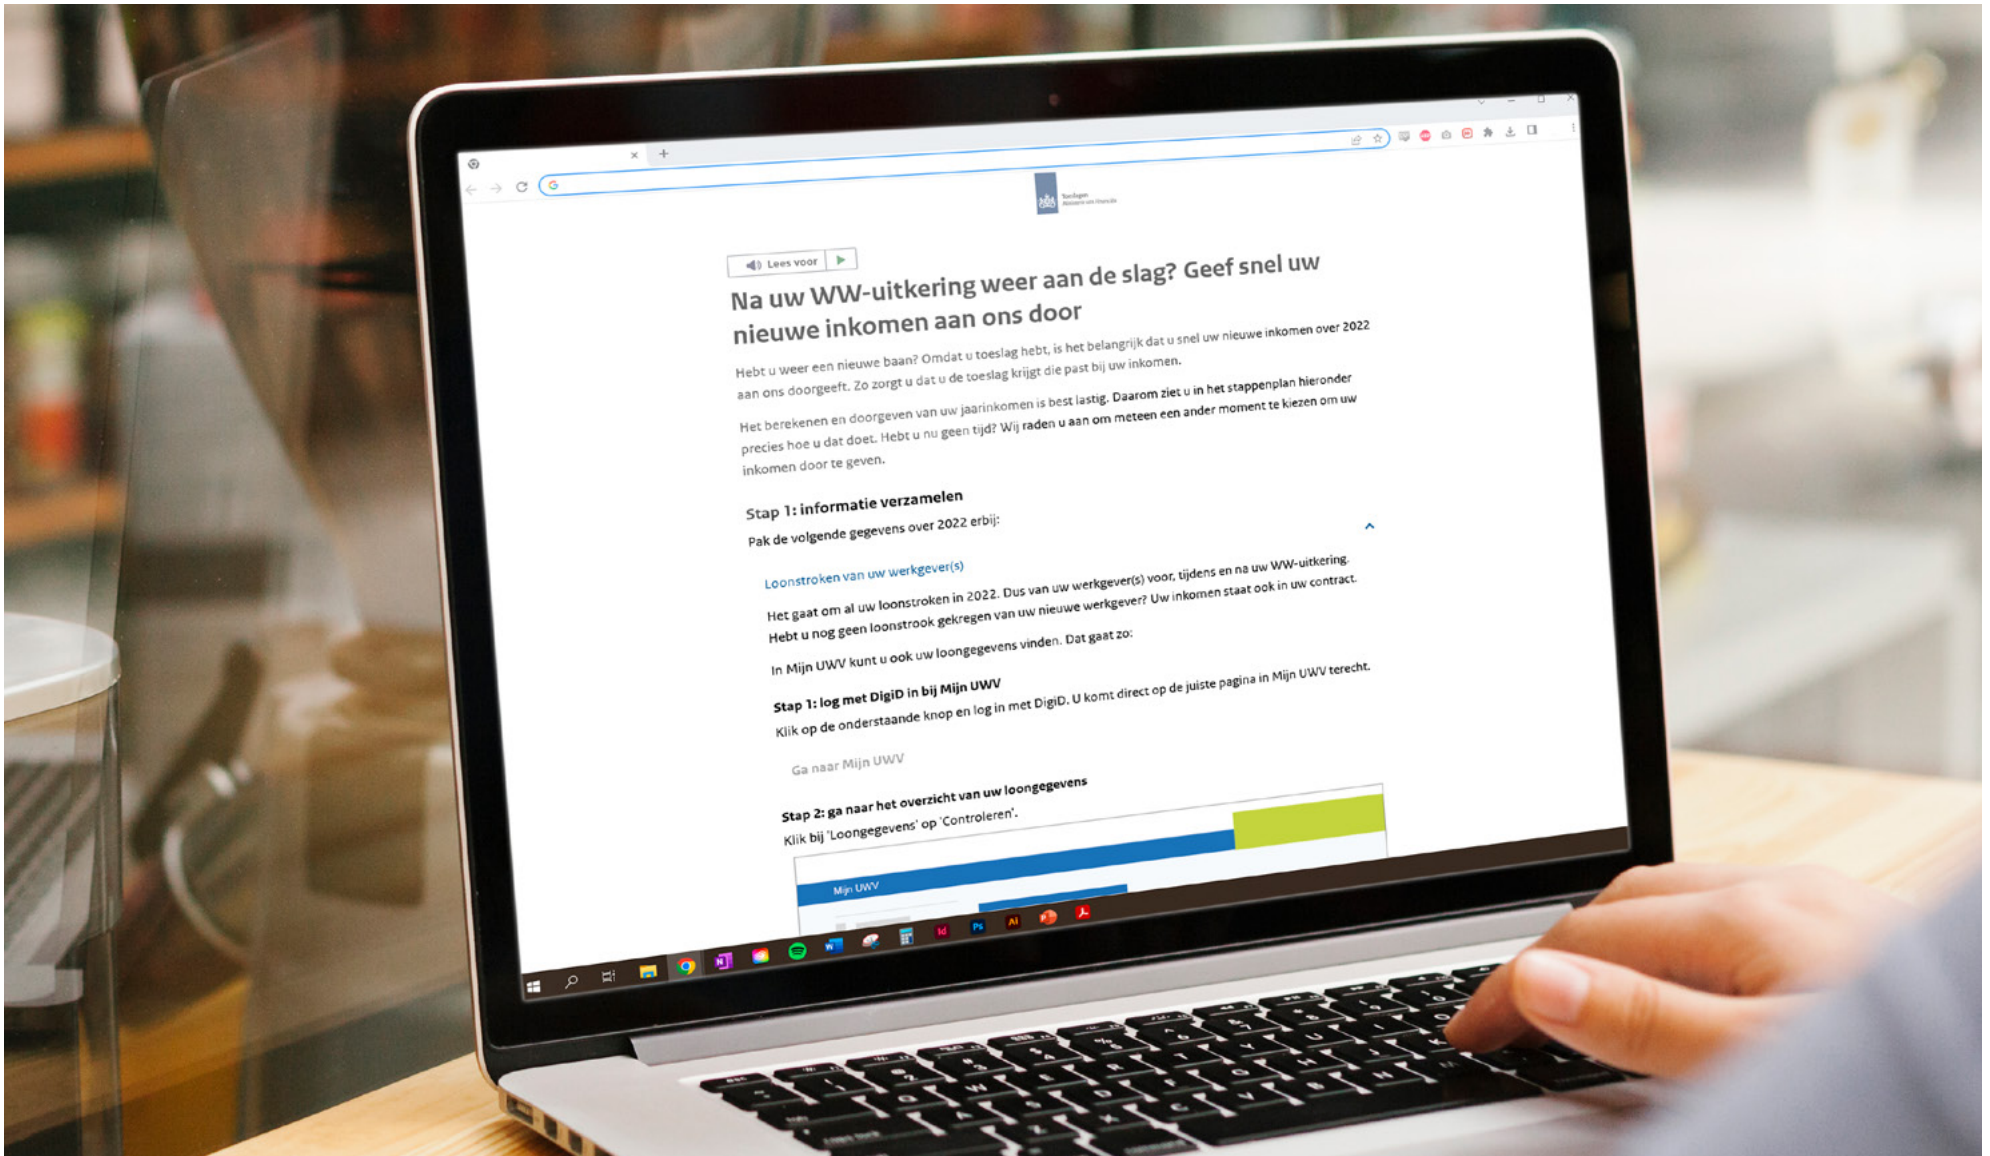 Toeslagen
Lees voor
Na uw WW-uitkering weer aan de slag? Geef snel uw
nieuwe inkomen aan ons door
Hebt u weer een nieuwe baan? Omdat u toeslag hebt, is het belangrijk dat u snel uw nieuwe inkomen over 2022
aan ons doorgeeft. Zo zorgt u dat u de toeslag krijgt die past bij uw inkomen.
Het berekenen en doorgeven van uw jaarinkomen is best lastig. Daarom ziet u in het stappenplan hieronder
precies hoe u dat doet. Hebt u nu geen tijd? Wij raden u aan om meteen een ander moment te kiezen om uw
inkomen door te geven.
Stap 1: informatie verzamelen
Pak de volgende gegevens over 2022 erbij:
Loonstroken van uw werkgever(s)
Het gaat om al uw loonstroken in 2022. Dus van uw werkgever(s) voor, tijdens en na uw WW-uitkering.
Hebt u nog geen loonstrook gekregen van uw nieuwe werkgever? Uw inkomen staat ook in uw contract.
In Mijn UWV kunt u ook uw loongegevens vinden. Dat gaat zo:
Stap 1: log met DigiD in bij Mijn UWV
Klik op de onderstaande knop en log in met DigiD. U komt direct op de juiste pagina in Mijn UWV terecht.
Ga naar Mijn UWV
Stap 2: ga naar het overzicht van uw loongegevens
Klik bij 'Loongegevens' op 'Controleren'.
Mijn UWV